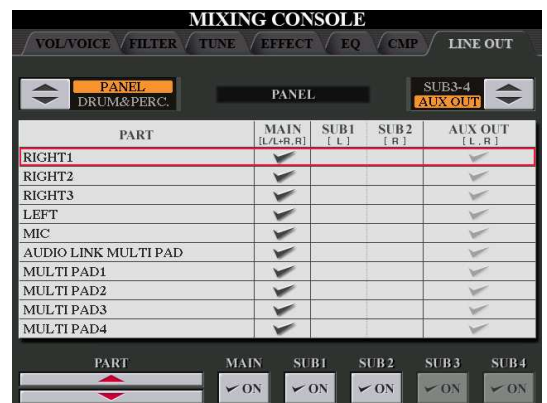 MIXING CONSOLE
VOL/VOICE FILTER TUNE EFFECT EQ CMP LINE OUT
PANEL
DRUM&PERC.
PANEL
SUB3-4
AUX OUT
PART MAIN SUB1 SUB2 AUX OUT
[L/L+R,R] [ L ] [ R ] [ L , R ]
RIGHT1
RIGHT2
RIGHT3
LEFT
MIC
AUDIO LINK MULTI PAD
MULTI PAD1
MULTI PAD2
MULTI PAD3
MULTI PAD4
PART MAIN SUB1 SUB2 SUB3 SUB4
ON ON ON ON ON